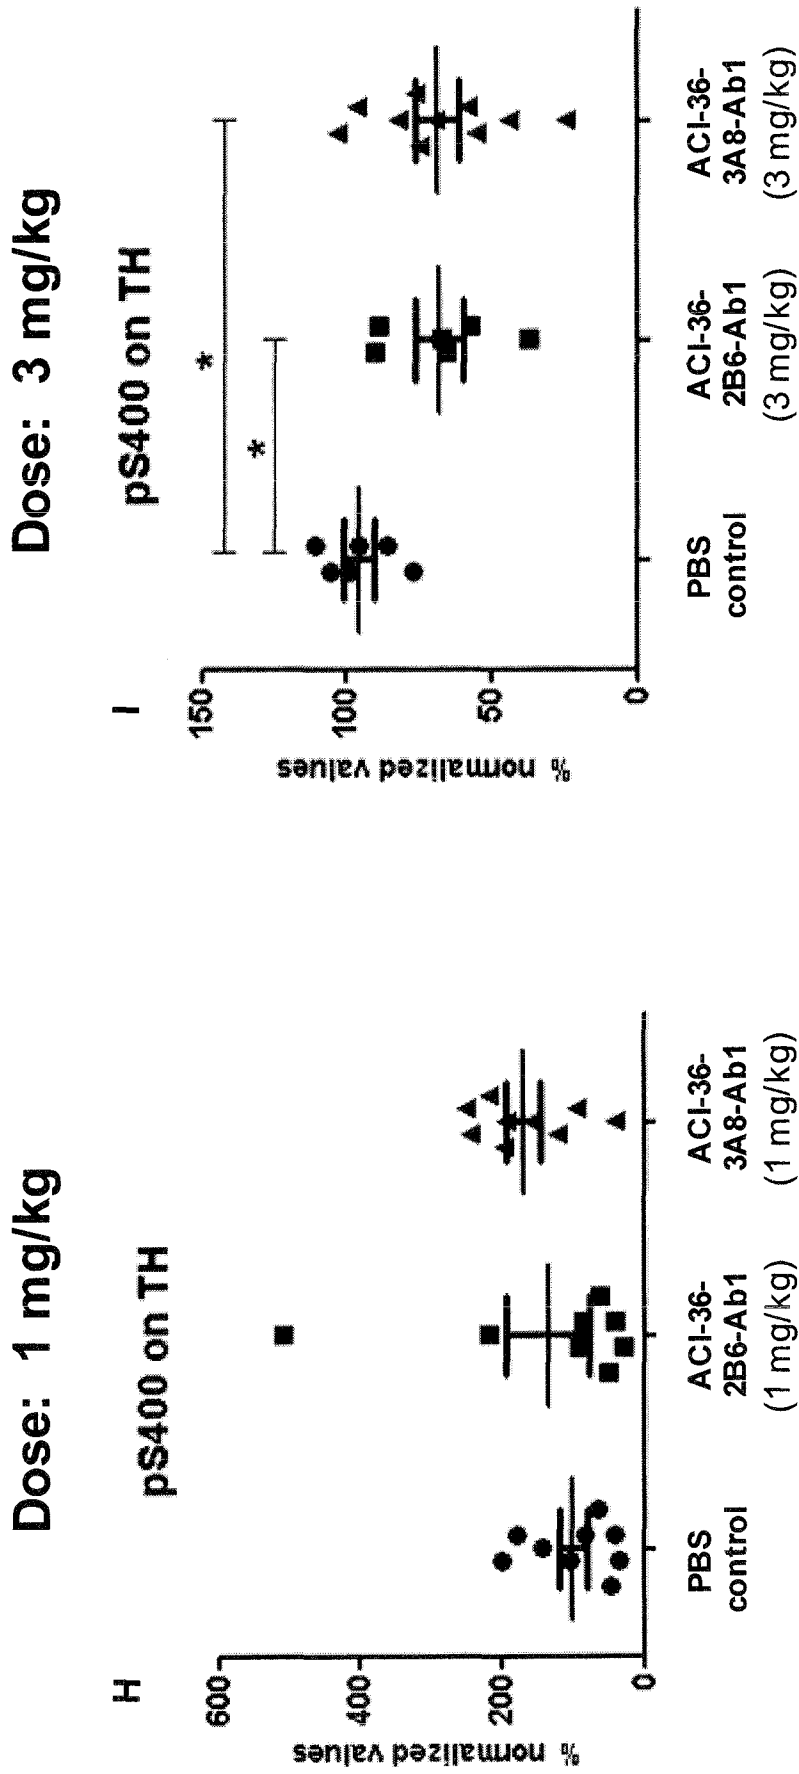 Dose: 1 mg/kg
H
pS400 on TH
% normalized values
600
400
200
0
PBS
control
ACI-36-
2B6-Ab1
(1 mg/kg)
ACI-36-
3A8-Ab1
(1 mg/kg)
Dose: 3 mg/kg
I
pS400 on TH
*
*
% normalized values
150
100
50
0
PBS
control
ACI-36-
2B6-Ab1
(3 mg/kg)
ACI-36-
3A8-Ab1
(3 mg/kg)